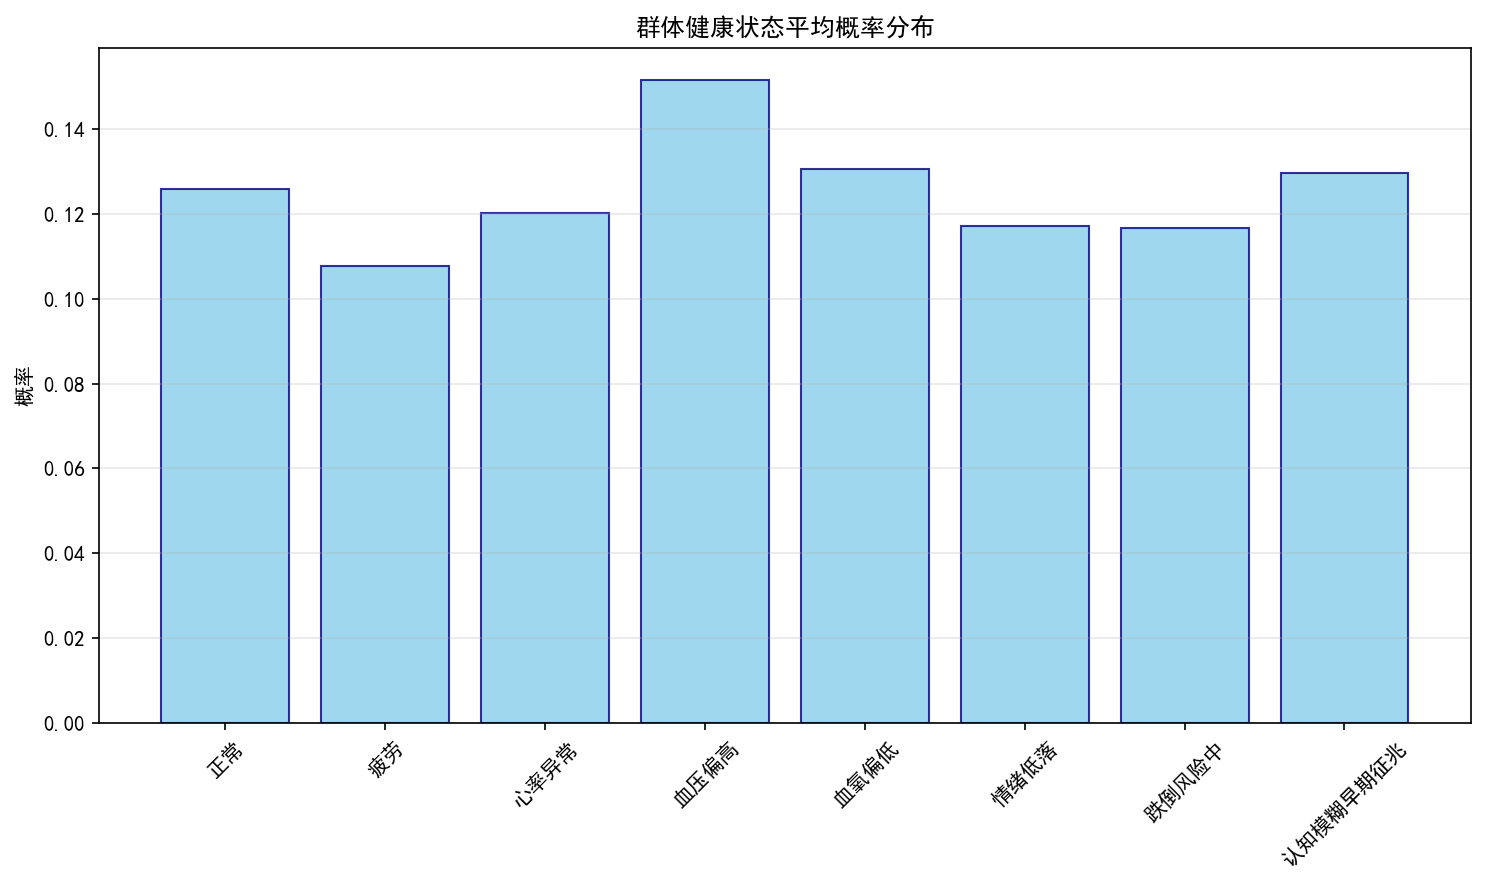 群体健康状态平均概率分布
概率
0.14
0.12
0.10
0.08
0.06
0.04
0.02
0.00
正常
疲劳
心率异常
血压偏高
血氧偏低
情绪低落
跌倒风险中
认知模糊早期征兆